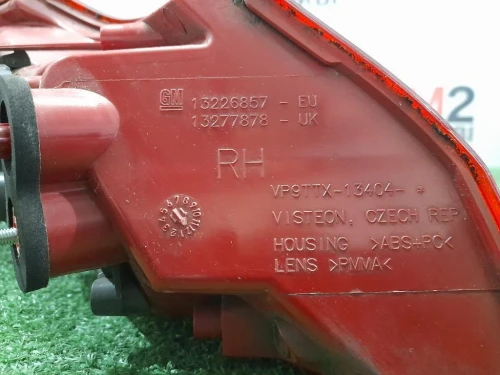 GM 13226857 - EU
13277878 - UK
RH
VP9TTX-13404- *
VISTEON, CZECH REP.
HOUSING >ABS+PC<
LENS >PMMA<